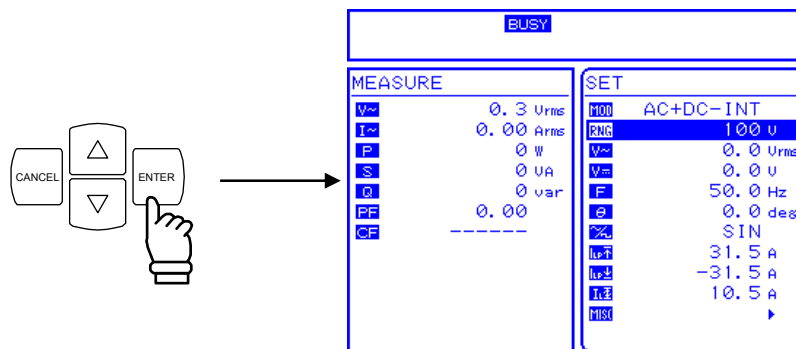 CANCEL
ENTER
BUSY
MEASURE
V~ 0.3 Vrms
I~ 0.00 Arms
P 0 W
S 0 VA
Q 0 var
PF 0.00
CF ------
SET
MOD AC+DC-INT
RNG 100 V
V~ 0.0 Vrms
V⎓ 0.0 V
F 50.0 Hz
θ 0.0 deg
SIN
31.5 A
-31.5 A
10.5 A
MISC